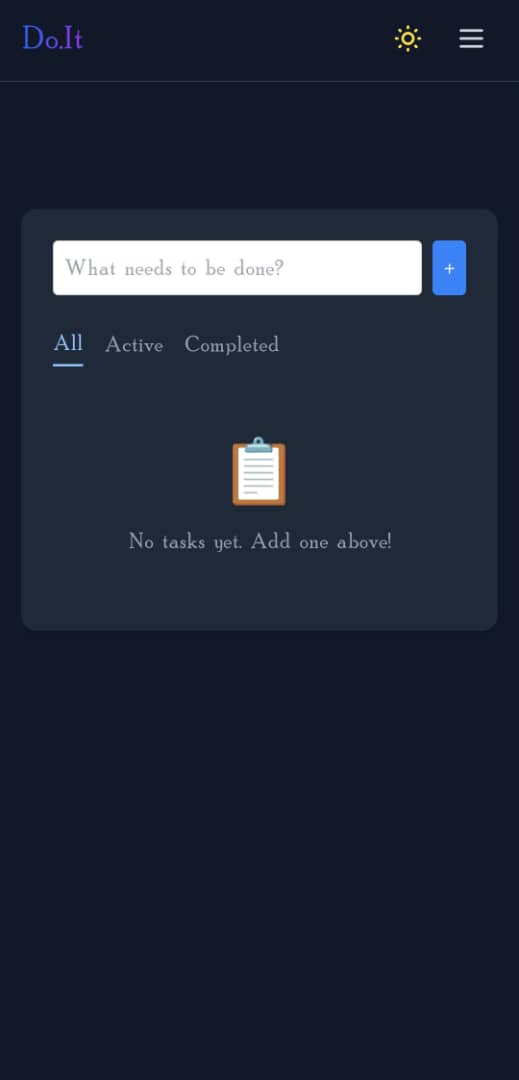 Do.It
What needs to be done?
+
All Active Completed
No tasks yet. Add one above!